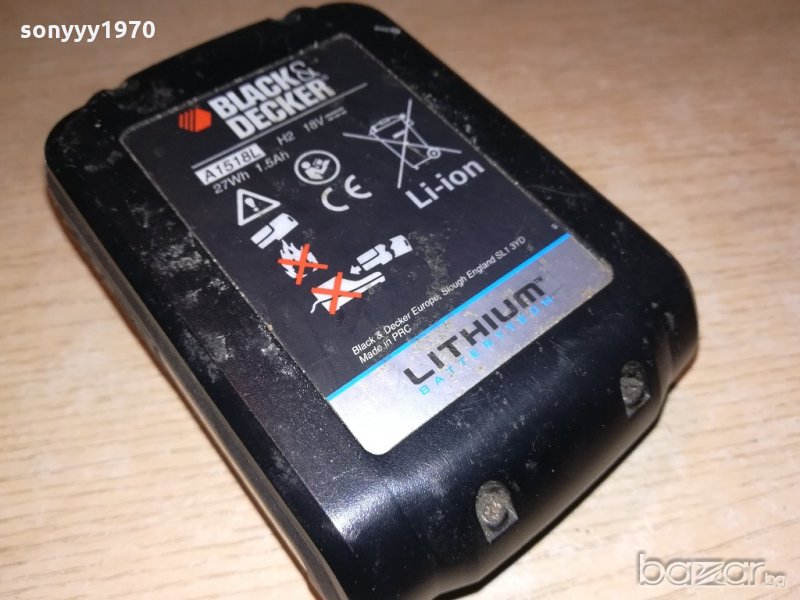 sonyyy1970
BLACK&
DECKER
A1518L H2 18V
27Wh 1.5Ah
CE
Li-ion
Black & Decker Europe, Slough England SL1 3YD
Made in PRC
LITHIUM™
BATTERY TECH
bazar.bg